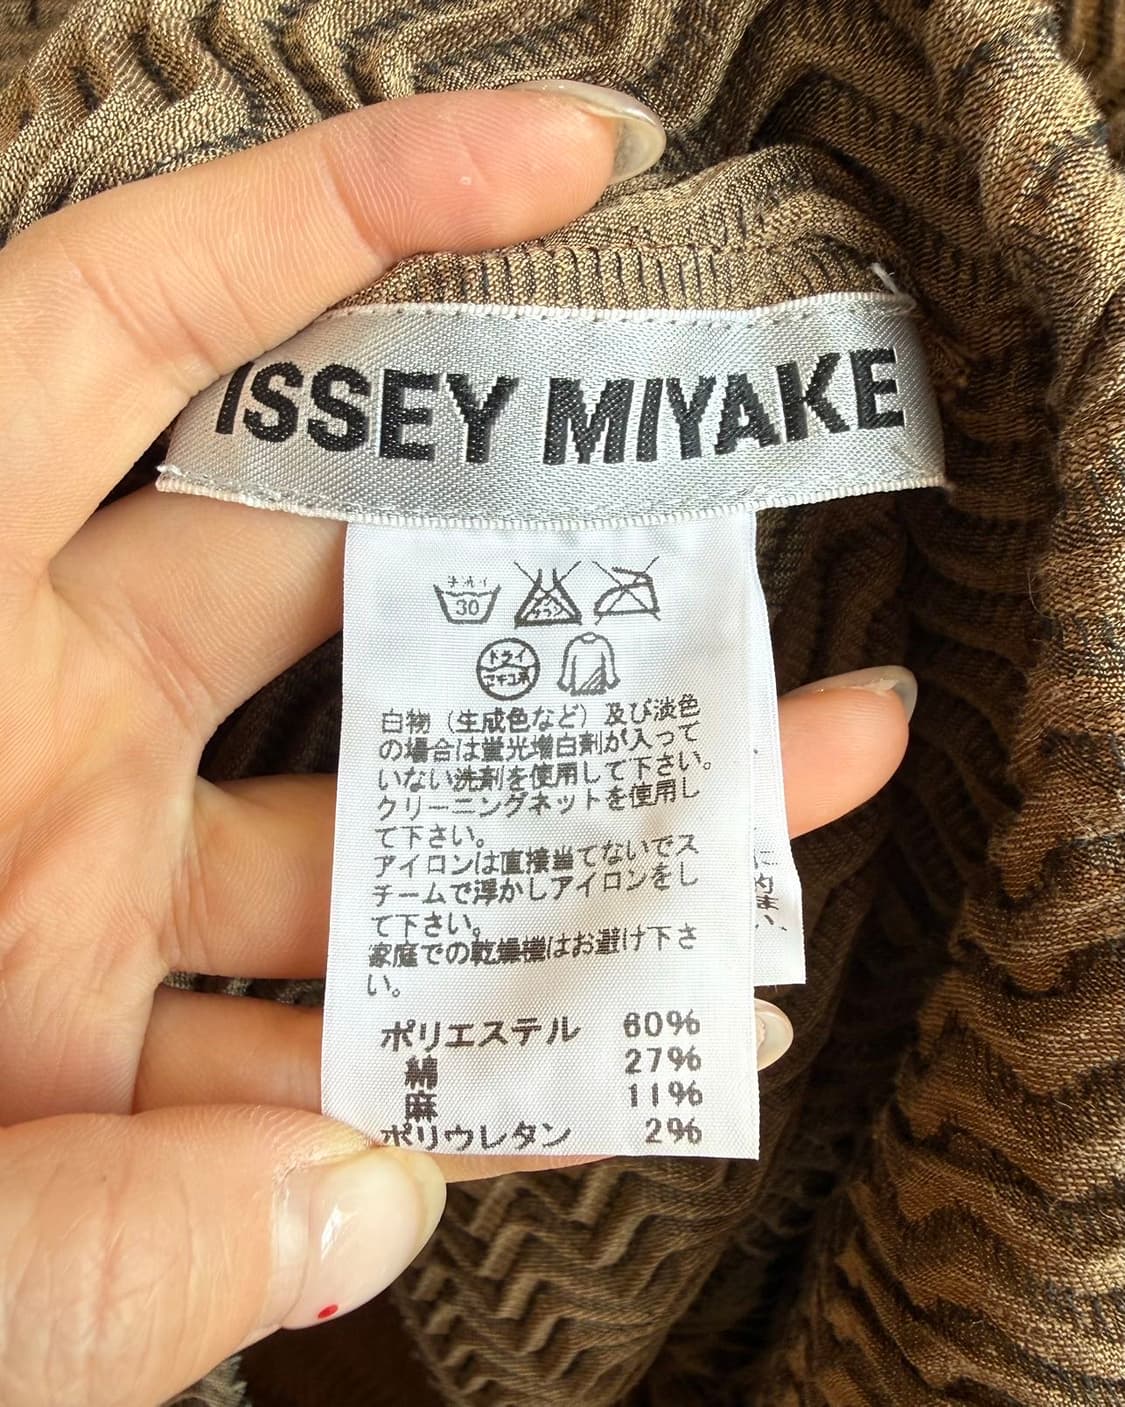 ISSEY MIYAKE
30
ドライ
セキユ系
白物（生成色など）及び淡色
の場合は蛍光増白剤が入って
いない洗剤を使用して下さい。
クリーニングネットを使用し
て下さい。
アイロンは直接当てないでス
チームで浮かしアイロンをし
て下さい。
家庭での乾燥機はお避け下さ
い。
ポリエステル 60%
綿 27%
麻 11%
ポリウレタン 2%